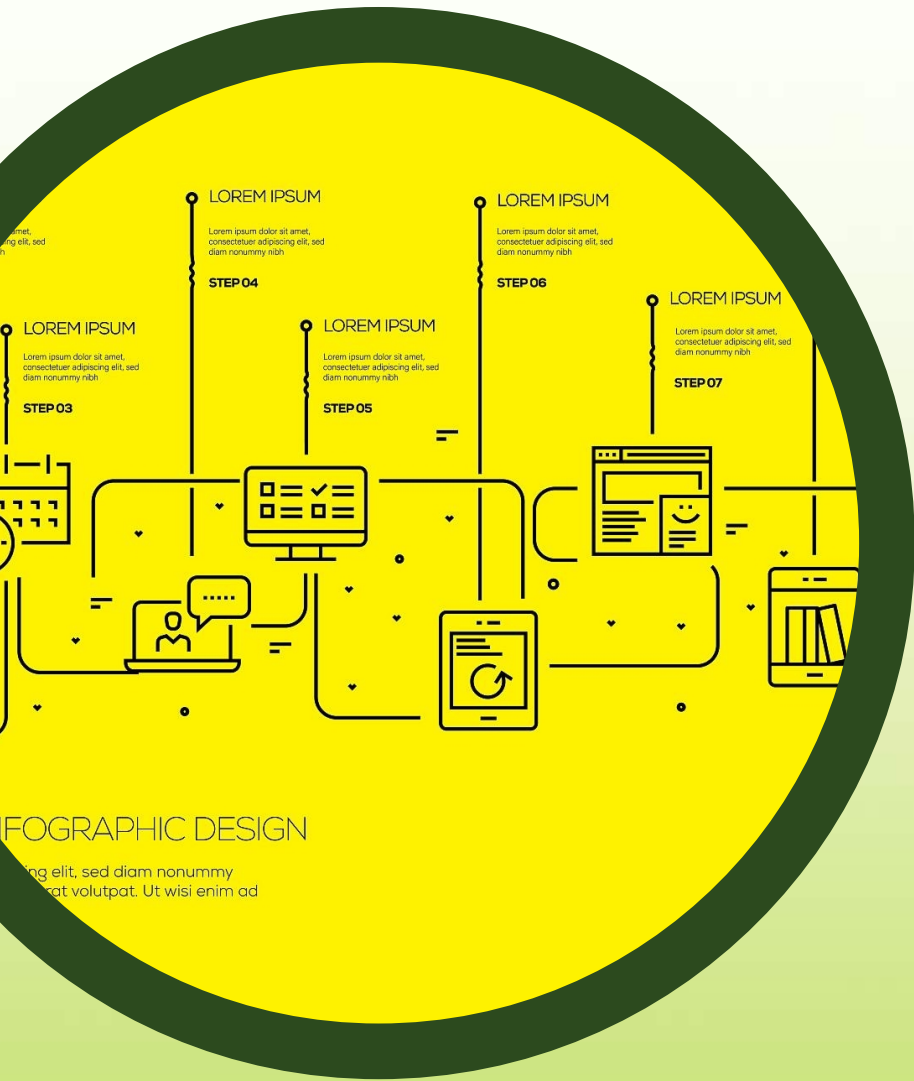 LOREM IPSUM
Lorem ipsum dolor sit amet,
consectetuer adipiscing elit, sed
diam nonummy nibh
STEP 04
LOREM IPSUM
Lorem ipsum dolor sit amet,
consectetuer adipiscing elit, sed
diam nonummy nibh
STEP 06
elit, sed
LOREM IPSUM
Lorem ipsum dolor sit amet,
consectetuer adipiscing elit, sed
diam nonummy nibh
STEP 07
LOREM IPSUM
Lorem ipsum dolor sit amet,
consectetuer adipiscing elit, sed
diam nonummy nibh
STEP 03
LOREM IPSUM
Lorem ipsum dolor sit amet,
consectetuer adipiscing elit, sed
diam nonummy nibh
STEP 05
DESIGN
elit, sed diam nonummy
volutpat. Ut wisi enim ad